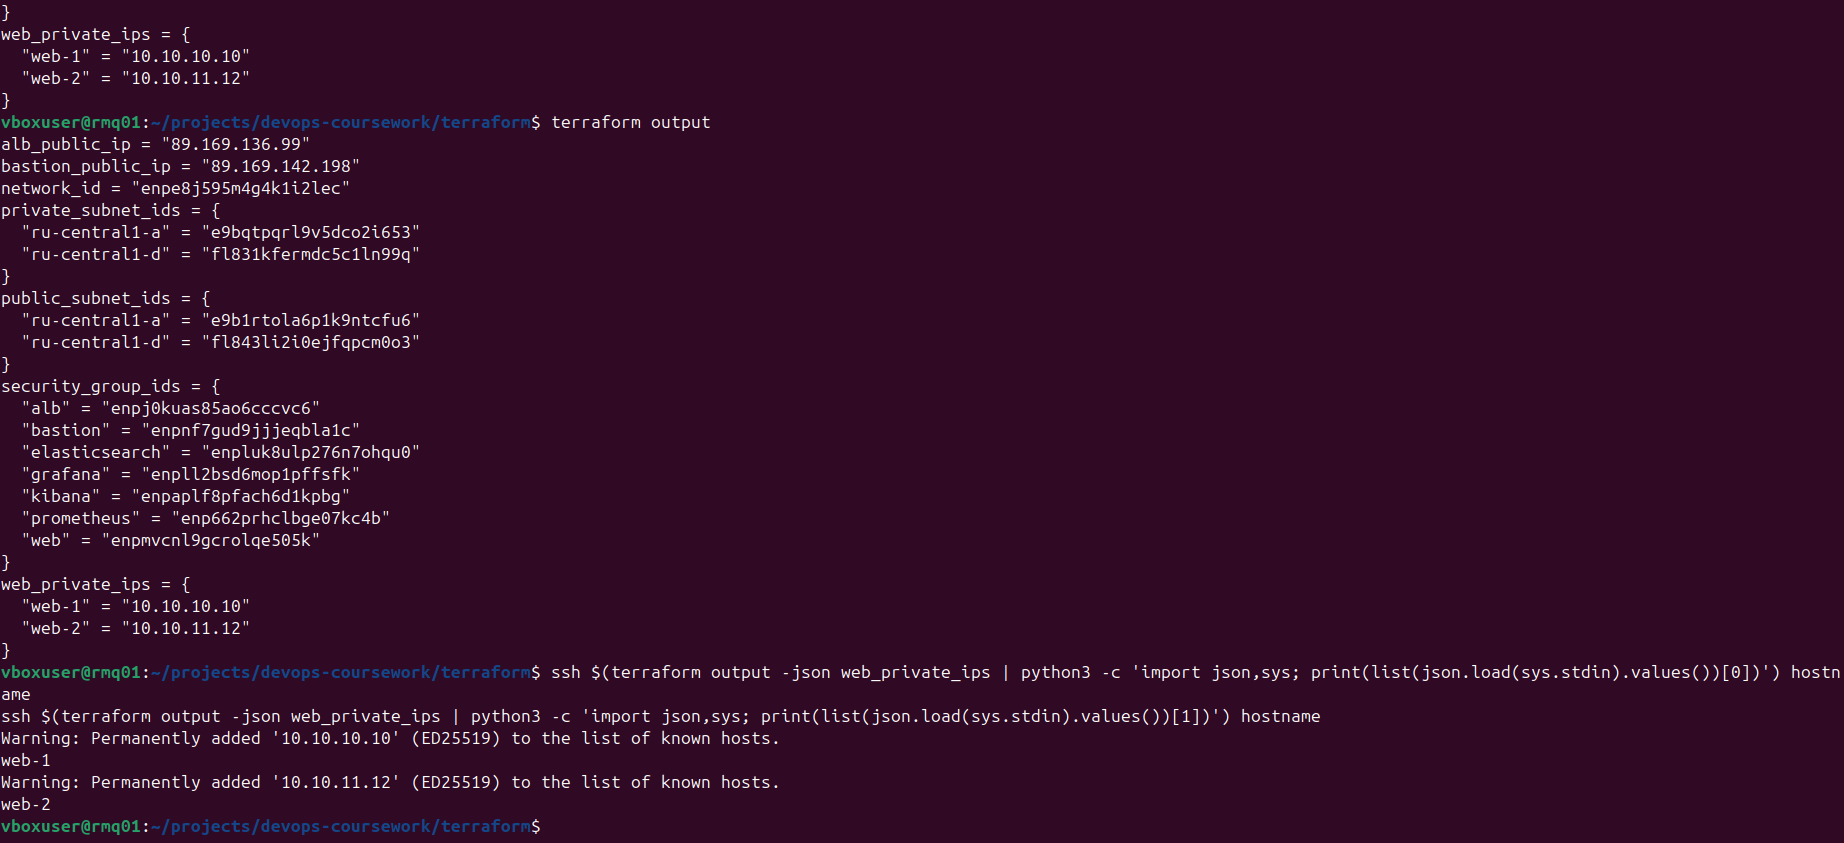 }
web_private_ips = {
  "web-1" = "10.10.10.10"
  "web-2" = "10.10.11.12"
}
vboxuser@rmq01:~/projects/devops-coursework/terraform$ terraform output
alb_public_ip = "89.169.136.99"
bastion_public_ip = "89.169.142.198"
network_id = "enpe8j595m4g4k1i2lec"
private_subnet_ids = {
  "ru-central1-a" = "e9bqtpqrl9v5dco2i653"
  "ru-central1-d" = "fl831kfermdc5c1ln99q"
}
public_subnet_ids = {
  "ru-central1-a" = "e9b1rtola6p1k9ntcfu6"
  "ru-central1-d" = "fl843li2i0ejfqpcm0o3"
}
security_group_ids = {
  "alb" = "enpj0kuas85ao6cccvc6"
  "bastion" = "enpnf7gud9jjjeqbla1c"
  "elasticsearch" = "enpluk8ulp276n7ohqu0"
  "grafana" = "enpll2bsd6mop1pffsfk"
  "kibana" = "enpaplf8pfach6d1kpbg"
  "prometheus" = "enp662prhclbge07kc4b"
  "web" = "enpmvcnl9gcrolqe505k"
}
web_private_ips = {
  "web-1" = "10.10.10.10"
  "web-2" = "10.10.11.12"
}
vboxuser@rmq01:~/projects/devops-coursework/terraform$ ssh $(terraform output -json web_private_ips | python3 -c 'import json,sys; print(list(json.load(sys.stdin).values())[0])') hostn
ame
ssh $(terraform output -json web_private_ips | python3 -c 'import json,sys; print(list(json.load(sys.stdin).values())[1])') hostname
Warning: Permanently added '10.10.10.10' (ED25519) to the list of known hosts.
web-1
Warning: Permanently added '10.10.11.12' (ED25519) to the list of known hosts.
web-2
vboxuser@rmq01:~/projects/devops-coursework/terraform$